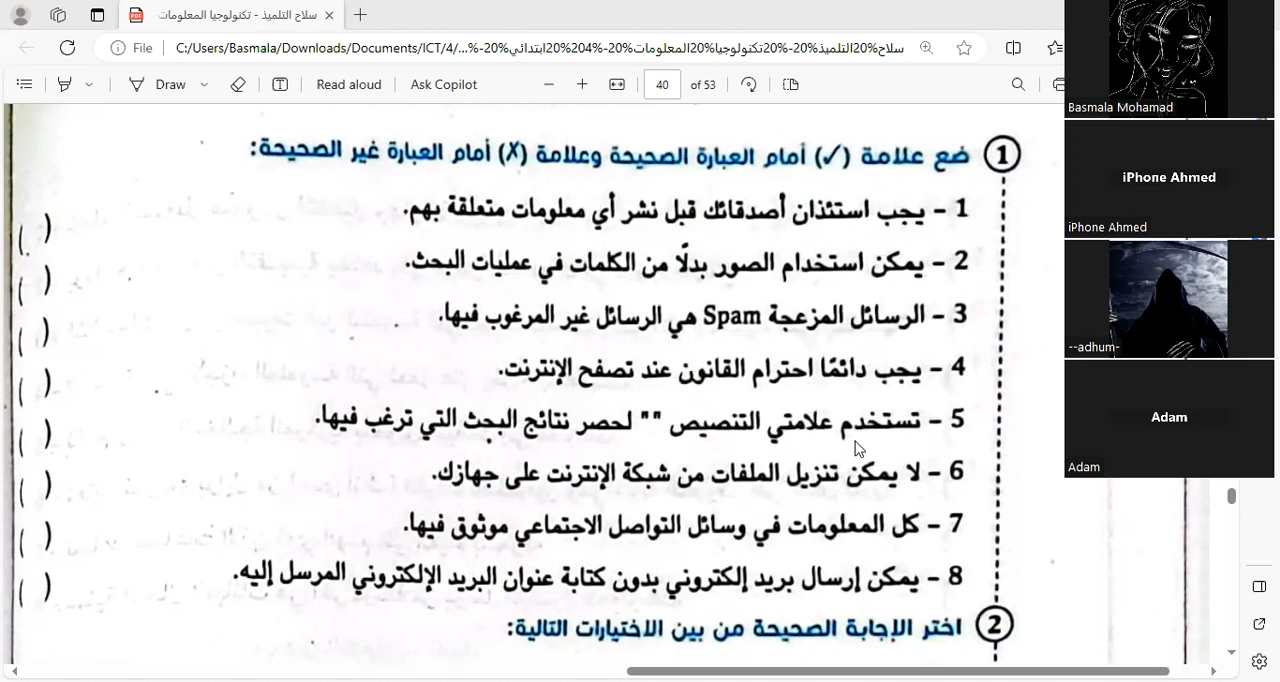 سلاح التلميذ - تكنولوجيا المعلومات
File
C:/Users/Basmala/Downloads/Documents/ICT/4/...سلاح%20التلميذ%20-%20تكنولوجيا%20المعلومات%20-%204%20ابتدائي%20-%
Draw
Read aloud
Ask Copilot
40
of 53
1 ضع علامة (✓) أمام العبارة الصحيحة وعلامة (✗) أمام العبارة غير الصحيحة:
1 - يجب استئذان أصدقائك قبل نشر أي معلومات متعلقة بهم. ( )
2 - يمكن استخدام الصور بدلًا من الكلمات في عمليات البحث. ( )
3 - الرسائل المزعجة Spam هي الرسائل غير المرغوب فيها. ( )
4 - يجب دائمًا احترام القانون عند تصفح الإنترنت. ( )
5 - تستخدم علامتي التنصيص "" لحصر نتائج البحث التي ترغب فيها. ( )
6 - لا يمكن تنزيل الملفات من شبكة الإنترنت على جهازك. ( )
7 - كل المعلومات في وسائل التواصل الاجتماعي موثوق فيها. ( )
8 - يمكن إرسال بريد إلكتروني بدون كتابة عنوان البريد الإلكتروني المرسل إليه. ( )
2 اختر الإجابة الصحيحة من بين الاختيارات التالية:
Basmala Mohamad
iPhone Ahmed
iPhone Ahmed
--adhum-
Adam
Adam